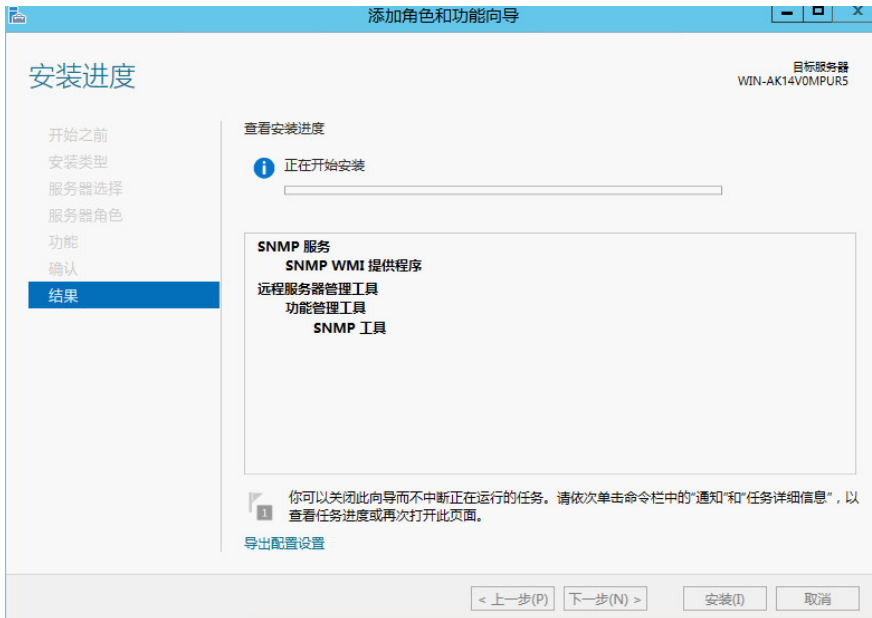 添加角色和功能向导
安装进度
目标服务器
WIN-AK14V0MPUR5
开始之前
安装类型
服务器选择
服务器角色
功能
确认
结果
查看安装进度
正在开始安装
SNMP 服务
SNMP WMI 提供程序
远程服务器管理工具
功能管理工具
SNMP 工具
1
你可以关闭此向导而不中断正在运行的任务。请依次单击命令栏中的"通知"和"任务详细信息"，以
查看任务进度或再次打开此页面。
导出配置设置
< 上一步(P)
下一步(N) >
安装(I)
取消